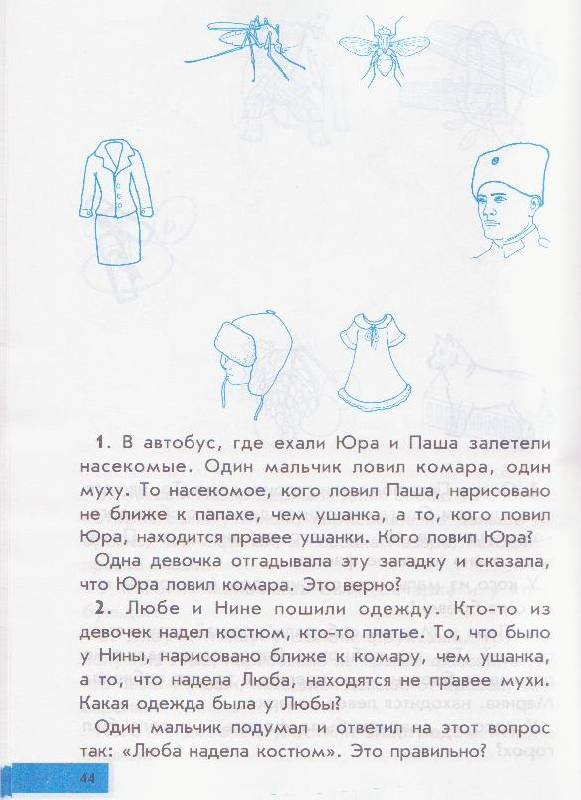 1. В автобус, где ехали Юра и Паша залетели
насекомые. Один мальчик ловил комара, один
муху. То насекомое, кого ловил Паша, нарисовано
не ближе к папахе, чем ушанка, а то, кого ловил
Юра, находится правее ушанки. Кого ловил Юра?
Одна девочка отгадывала эту загадку и сказала,
что Юра ловил комара. Это верно?
2. Любе и Нине пошили одежду. Кто-то из
девочек надел костюм, кто-то платье. То, что было
у Нины, нарисовано ближе к комару, чем ушанка,
а то, что надела Люба, находятся не правее мухи.
Какая одежда была у Любы?
Один мальчик подумал и ответил на этот вопрос
так: «Люба надела костюм». Это правильно?
44